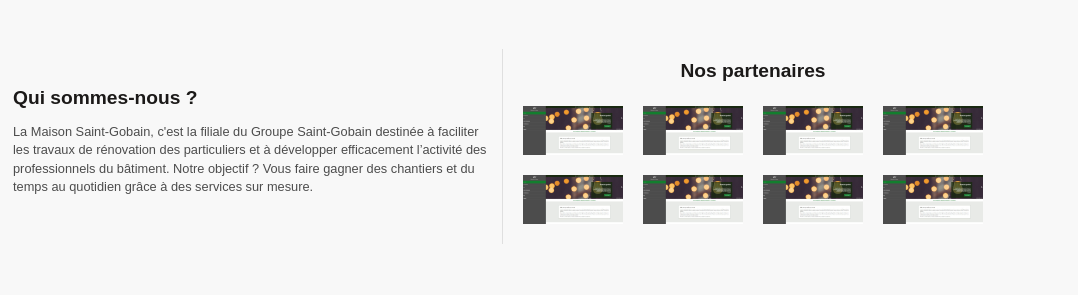 Qui sommes-nous ?
La Maison Saint-Gobain, c'est la filiale du Groupe Saint-Gobain destinée à faciliter
les travaux de rénovation des particuliers et à développer efficacement l’activité des
professionnels du bâtiment. Notre objectif ? Vous faire gagner des chantiers et du
temps au quotidien grâce à des services sur mesure.
Nos partenaires